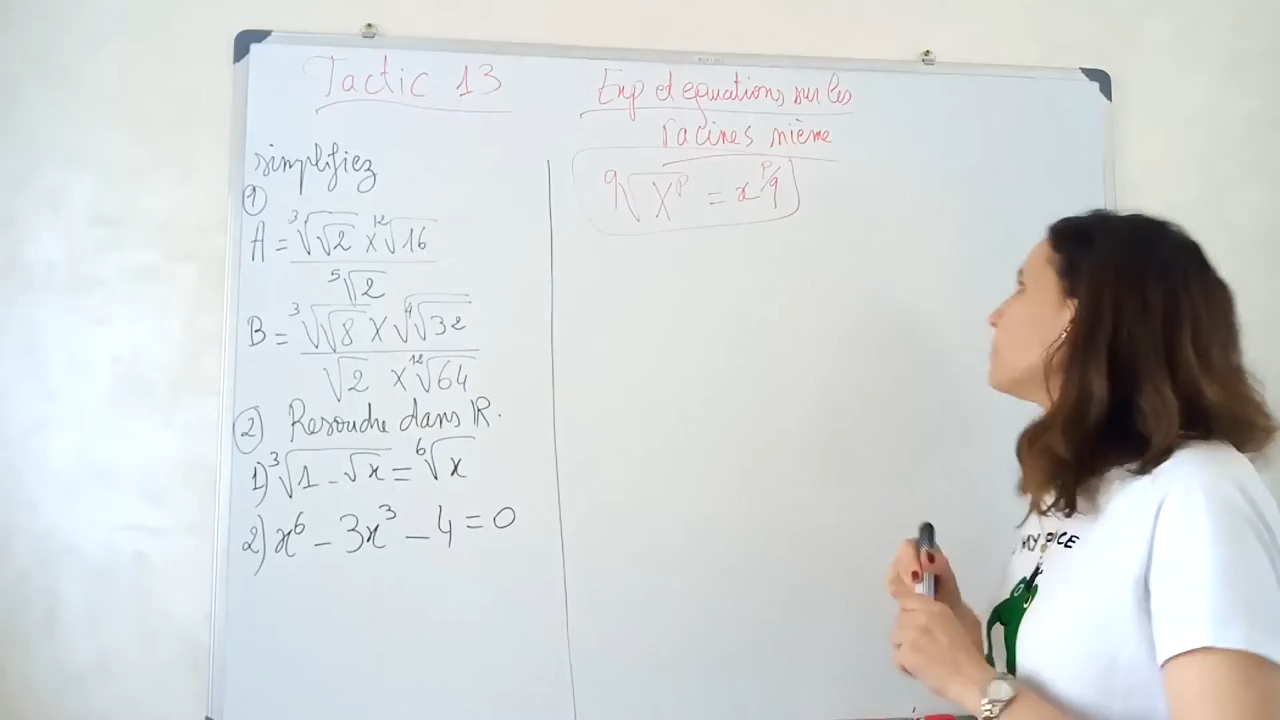 Tactic 13
Exp et equations sur les
racines nième
simplifiez
①
A = (³√√2 × ¹²√16) / ⁵√2
B = (³√√8 × √⁴√32) / (√2 × ¹²√64)
② Resoudre dans ℝ.
1) ³√(1 - √x) = ⁶√x
2) x⁶ - 3x³ - 4 = 0
q√(X^p) = x^(p/q)
MY